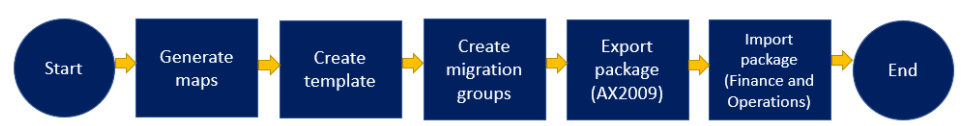 Start
Generate
maps
Create
template
Create
migration
groups
Export
package
(AX2009)
Import
package
(Finance and
Operations)
End